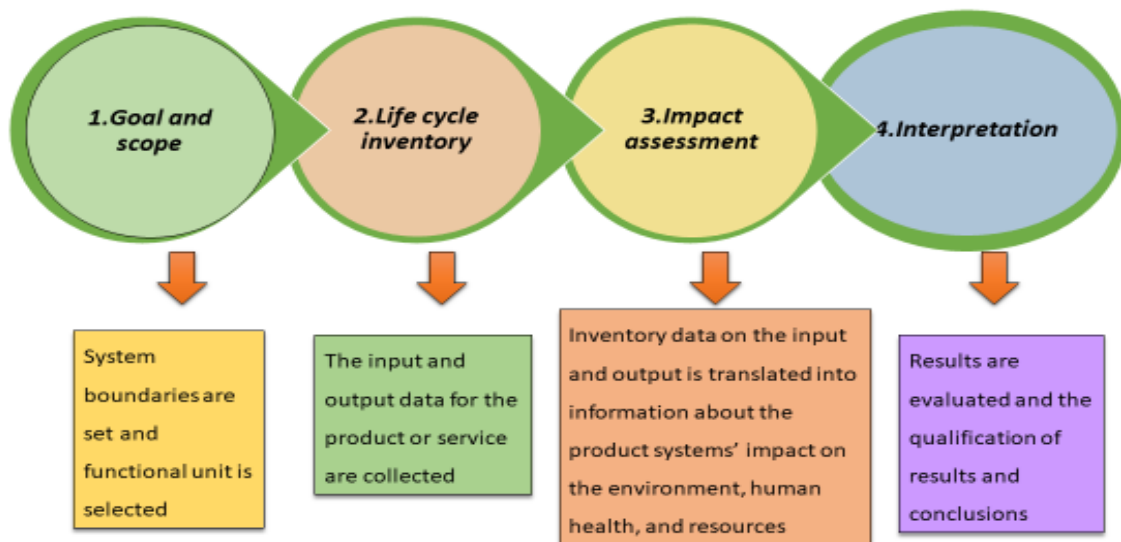 1.Goal and
scope
2.Life cycle
inventory
3.Impact
assessment
4.Interpretation
System
boundaries are
set and
functional unit is
selected
The input and
output data for the
product or service
are collected
Inventory data on the input
and output is translated into
information about the
product systems’ impact on
the environment, human
health, and resources
Results are
evaluated and the
qualification of
results and
conclusions